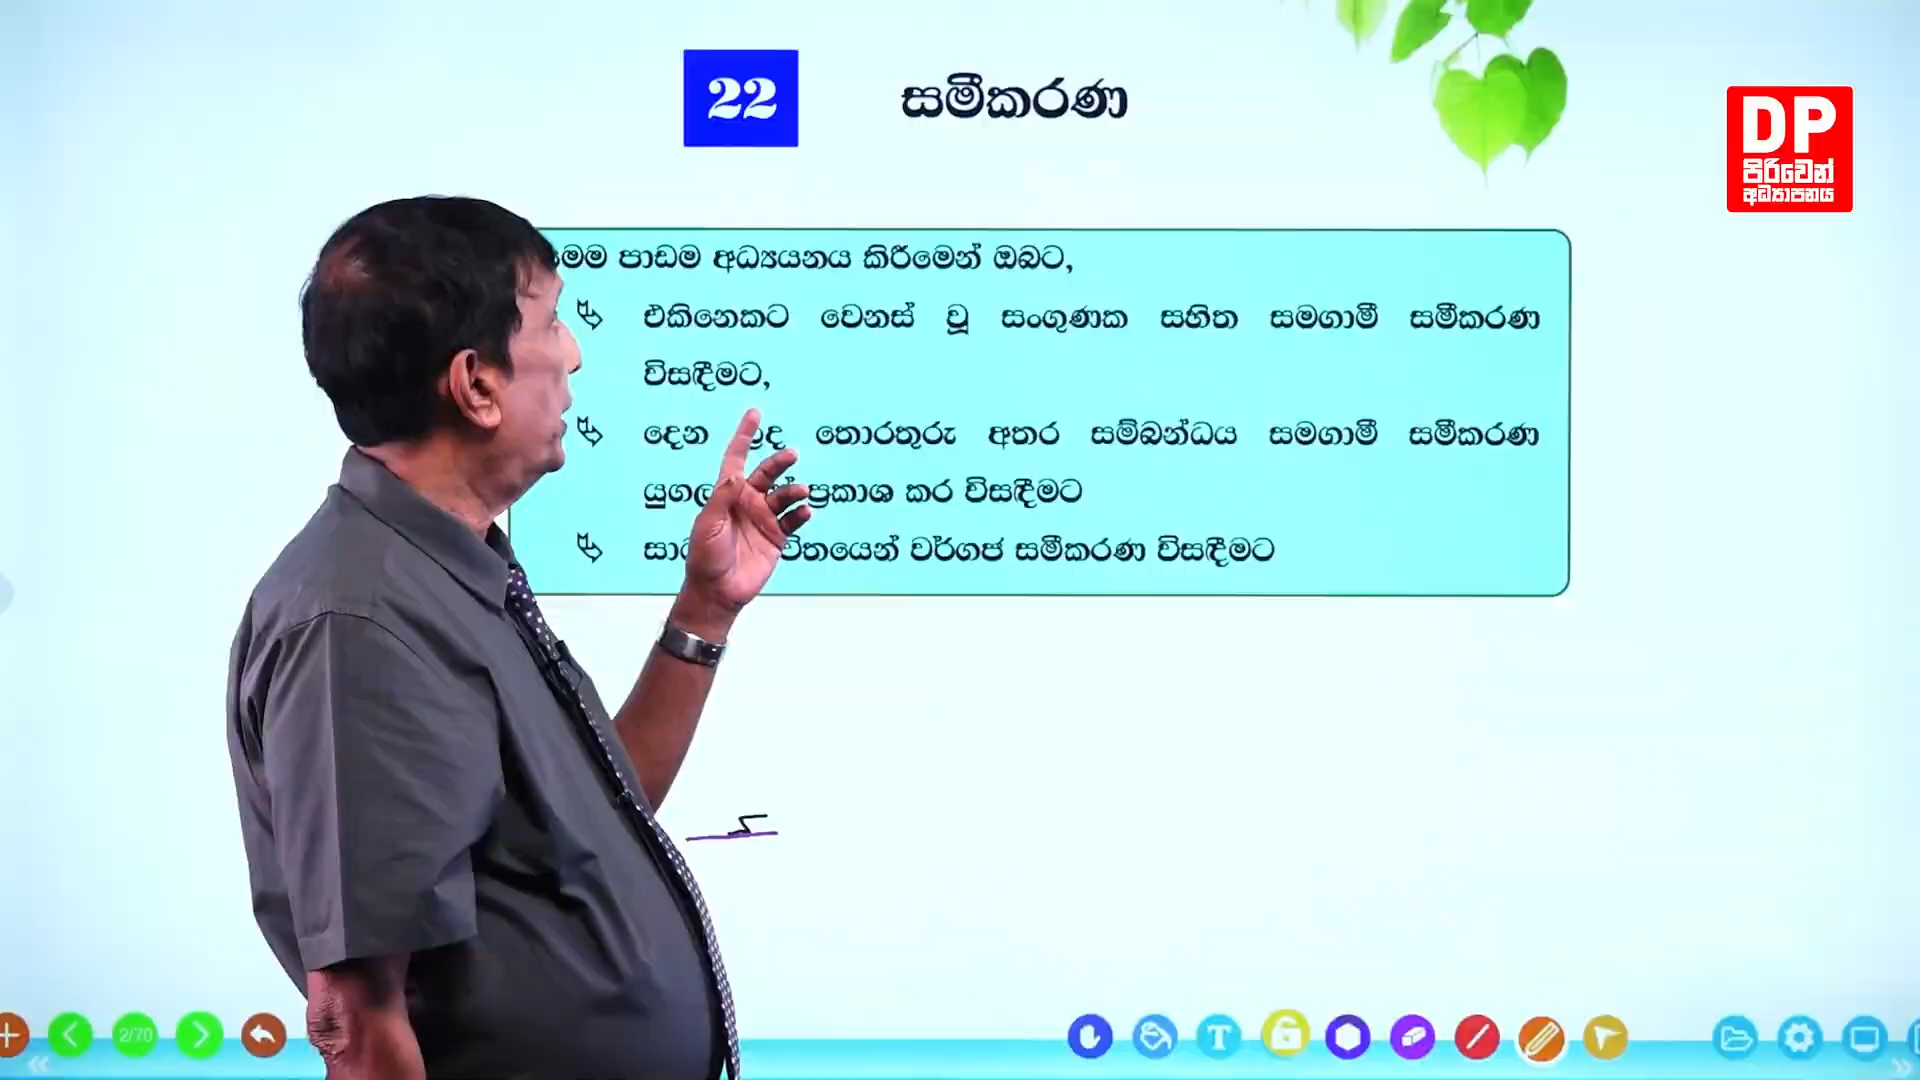 22 සමීකරණ
DP
පිරිවෙන්
අධ්‍යාපනය
මෙම පාඩම අධ්‍යයනය කිරීමෙන් ඔබට,
එකිනෙකට වෙනස් වූ සංගුණක සහිත සමගාමී සමීකරණ
විසඳීමට,
දෙන තොරතුරු අතර සම්බන්ධය සමගාමී සමීකරණ
ප්‍රකාශ කර විසඳීමට
වර්ගජ සමීකරණ විසඳීමට
2/70
T